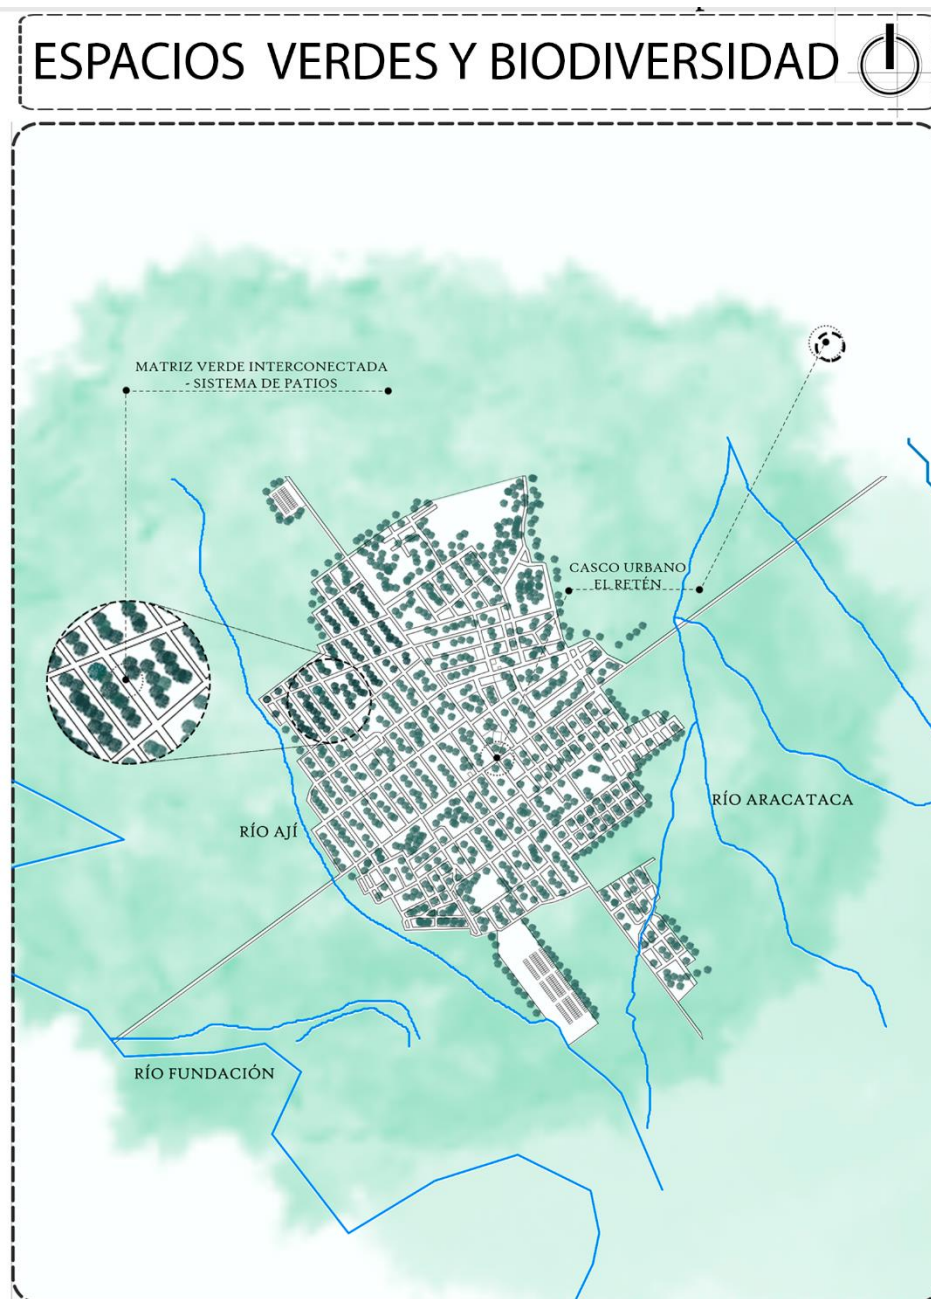 ESPACIOS VERDES Y BIODIVERSIDAD
MATRIZ VERDE INTERCONECTADA
- SISTEMA DE PATIOS
CASCO URBANO
EL RETÉN
RÍO ARACATACA
RÍO AJÍ
RÍO FUNDACIÓN